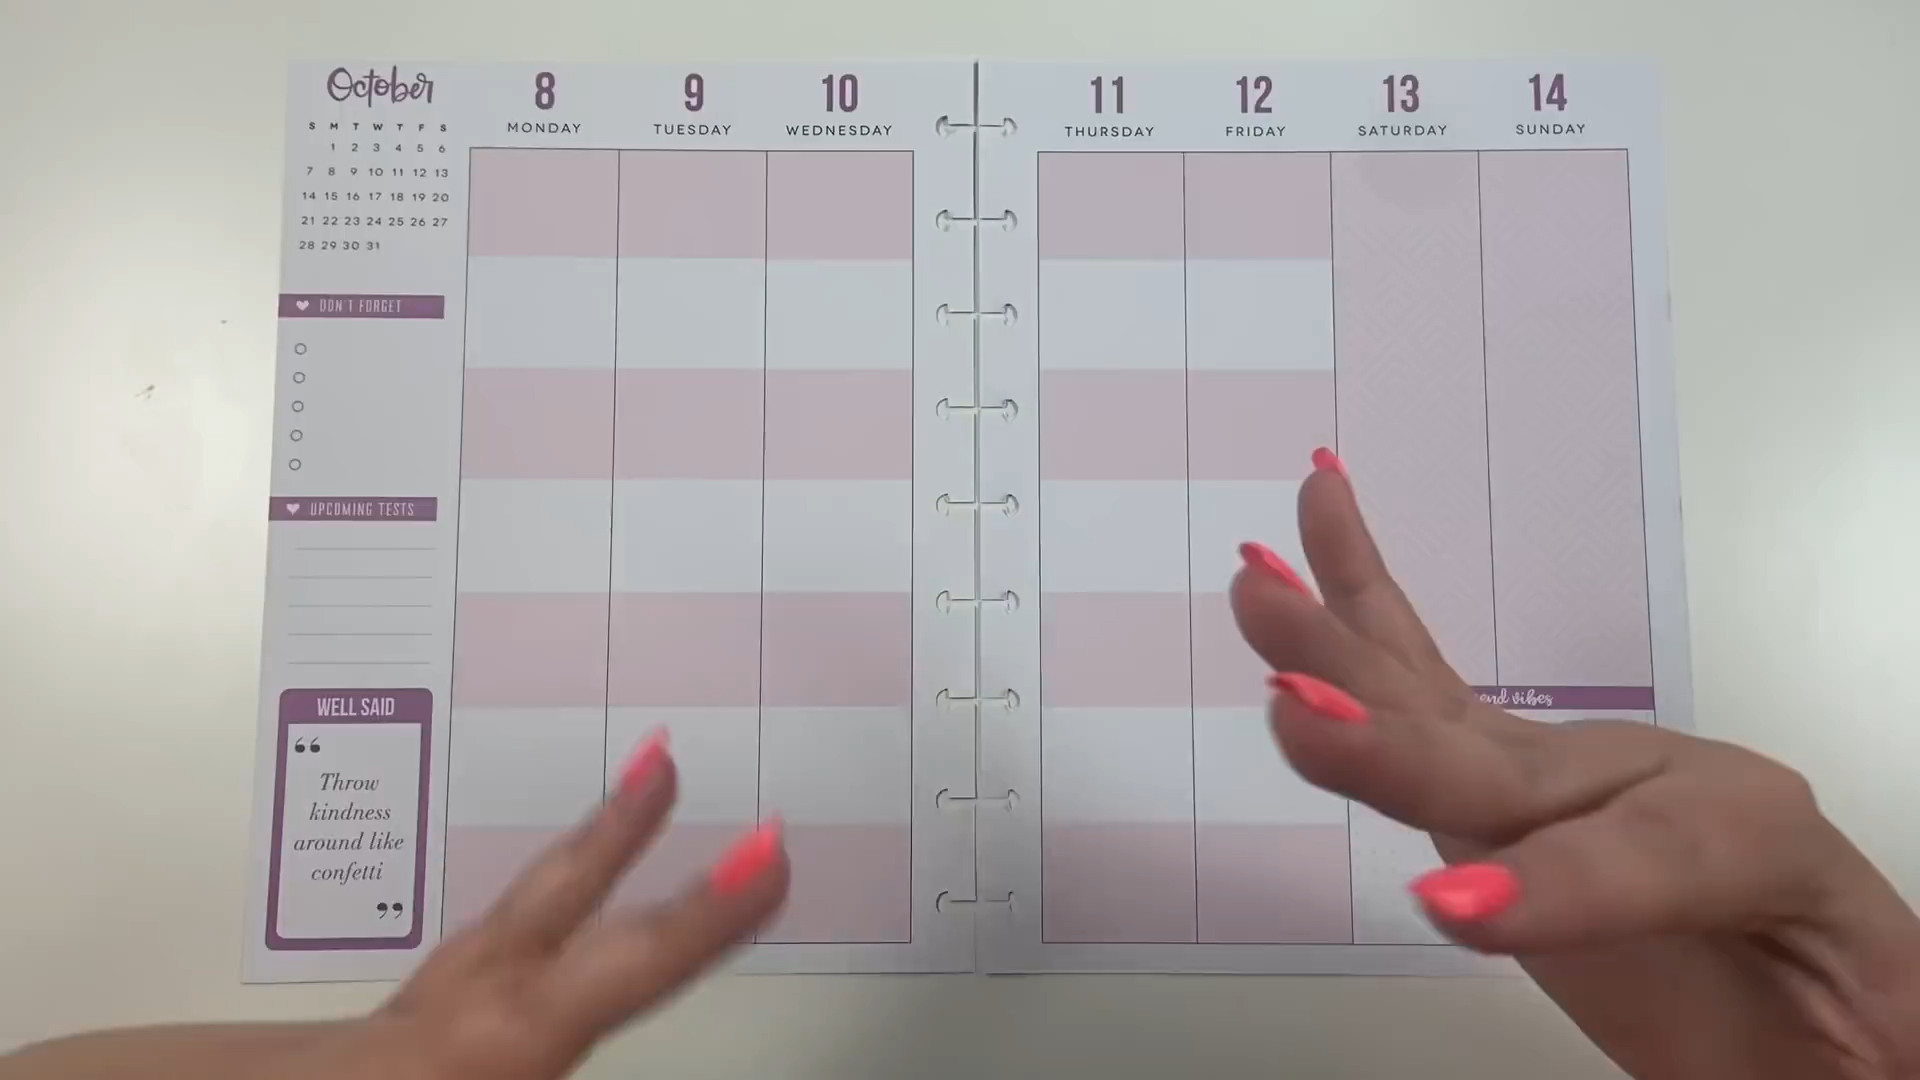 October
S M T W T F S
1 2 3 4 5 6
7 8 9 10 11 12 13
14 15 16 17 18 19 20
21 22 23 24 25 26 27
28 29 30 31
DON'T FORGET
UPCOMING TESTS
WELL SAID
“
Throw
kindness
around like
confetti
”
8
MONDAY
9
TUESDAY
10
WEDNESDAY
11
THURSDAY
12
FRIDAY
13
SATURDAY
14
SUNDAY
vibes